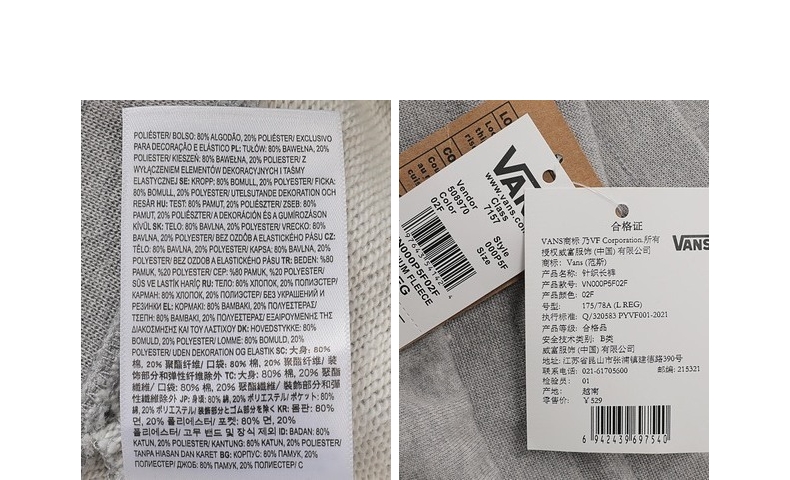 POLIÉSTER/ BOLSO: 80% ALGODÃO, 20% POLIÉSTER/ EXCLUSIVO
PARA DECORAÇÃO E ELÁSTICO PL: TUŁÓW: 80% BAWEŁNA, 20%
POLIESTER/ KIESZEŃ: 80% BAWEŁNA, 20% POLIESTER/ Z
WYŁĄCZENIEM ELEMENTÓW DEKORACYJNYCH I TAŚMY
ELASTYCZNEJ SE: KROPP: 80% BOMULL, 20% POLYESTER/ FICKA:
80% BOMULL, 20% POLYESTER/ UTESLUTANDE DEKORATION OCH
RESÅR HU: TEST: 80% PAMUT, 20% POLIÉSZTER/ ZSEB: 80%
PAMUT, 20% POLIÉSZTER/ A DEKORÁCIÓN ÉS A GUMÍROZÁSON
KÍVÜL SK: TELO: 80% BAVLNA, 20% POLYESTER/ VRECKO: 80%
BAVLNA, 20% POLYESTER/ BEZ OZDÔB A ELASTICKÉHO PÁSU CZ:
TĚLO: 80% BAVLNA, 20% POLYESTER/ KAPSA: 80% BAVLNA, 20%
POLYESTER/ BEZ OZDOB A ELASTICKÉHO PÁSU TR: BEDEN: %80
PAMUK, %20 POLYESTER/ CEP: %80 PAMUK, %20 POLYESTER/
SÜS VE LASTİK HARİÇ RU: ТЕЛО: 80% ХЛОПОК, 20% ПОЛИЭСТЕР/
КАРМАН: 80% ХЛОПОК, 20% ПОЛИЭСТЕР/ БЕЗ УКРАШЕНИЙ И
РЕЗИНКИ EL: ΚΟΡΜΑΚΙ: 80% ΒΑΜΒΑΚΙ, 20% ΠΟΛΥΕΣΤΕΡΑΣ/
ΤΣΕΠΗ: 80% ΒΑΜΒΑΚΙ, 20% ΠΟΛΥΕΣΤΕΡΑΣ/ ΕΞΑΙΡΟΥΜΕΝΗΣ ΤΗΣ
ΔΙΑΚΟΣΜΗΣΗΣ ΚΑΙ ΤΟΥ ΛΑΣΤΙΧΟΥ DK: HOVEDSTYKKE: 80%
BOMULD, 20% POLYESTER/ LOMME: 80% BOMULD, 20%
POLYESTER/ UDEN DEKORATION OG ELASTIK SC: 大身: 80%
棉, 20% 聚酯纤维/ 口袋: 80% 棉, 20% 聚酯纤维/ 装
饰部分和弹性纤维除外 TC: 大身: 80% 棉, 20% 聚酯
纖維/ 口袋: 80% 棉, 20% 聚酯纖維/ 裝飾部分和彈
性纖維除外 JP: 身頃: 80% 綿, 20% ポリエステル/ ポケット: 80%
綿, 20% ポリエステル/ 装飾部分とゴム部分を除く KR: 몸판: 80%
면, 20% 폴리에스터/ 포켓: 80% 면, 20%
폴리에스터/ 고무 밴드 및 장식 제외 ID: BADAN: 80%
KATUN, 20% POLIESTER/ KANTUNG: 80% KATUN, 20% POLIESTER/
TANPA HIASAN DAN KARET BG: КОРПУС: 80% ПАМУК, 20%
ПОЛИЕСТЕР/ ДЖОБ: 80% ПАМУК, 20% ПОЛИЕСТЕР/ С
VANS
www.vans.com
Vendor Class
508970 7157
Color Style
02F 000P5F
Size
VN000P5F02F
FLEECE
合格证
VANS商标 乃VF Corporation.所有
授权威富服饰 (中国) 有限公司
VANS
商标: Vans (范斯)
产品名称: 针织长裤
产品款号: VN000P5F02F
产品颜色: 02F
号型: 175/78A (L REG)
执行标准: Q/320583 PYVF001-2021
产品等级: 合格品
安全技术类别: B类
威富服饰 (中国) 有限公司
地址: 江苏省昆山市张浦镇建德路390号
联系电话: 021-61705600 邮编: 215321
检验员: 01
产地: 越南
零售价: ¥529
6 942439 697540